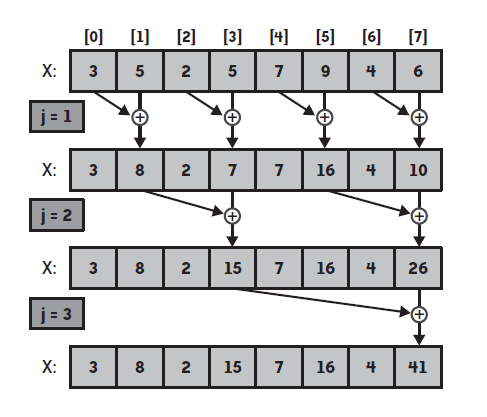 [0] [1] [2] [3] [4] [5] [6] [7]
X: 3 5 2 5 7 9 4 6
j = 1 + + + +
X: 3 8 2 7 7 16 4 10
j = 2 + +
X: 3 8 2 15 7 16 4 26
j = 3 +
X: 3 8 2 15 7 16 4 41